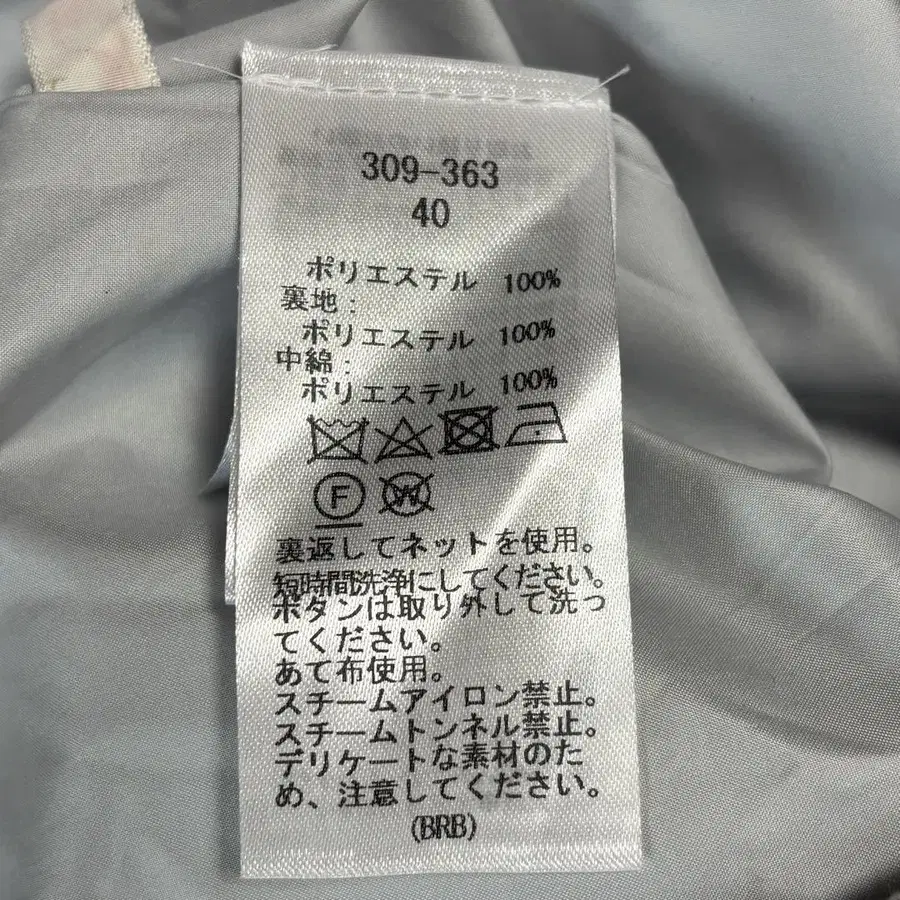 309-363
40
ポリエステル 100%
裏地:
ポリエステル 100%
中綿:
ポリエステル 100%
F
W
裏返してネットを使用。
短時間洗浄にしてください。
ボタンは取り外して洗っ
てください。
あて布使用。
スチームアイロン禁止。
スチームトンネル禁止。
デリケートな素材のた
め、注意してください。
(BRB)